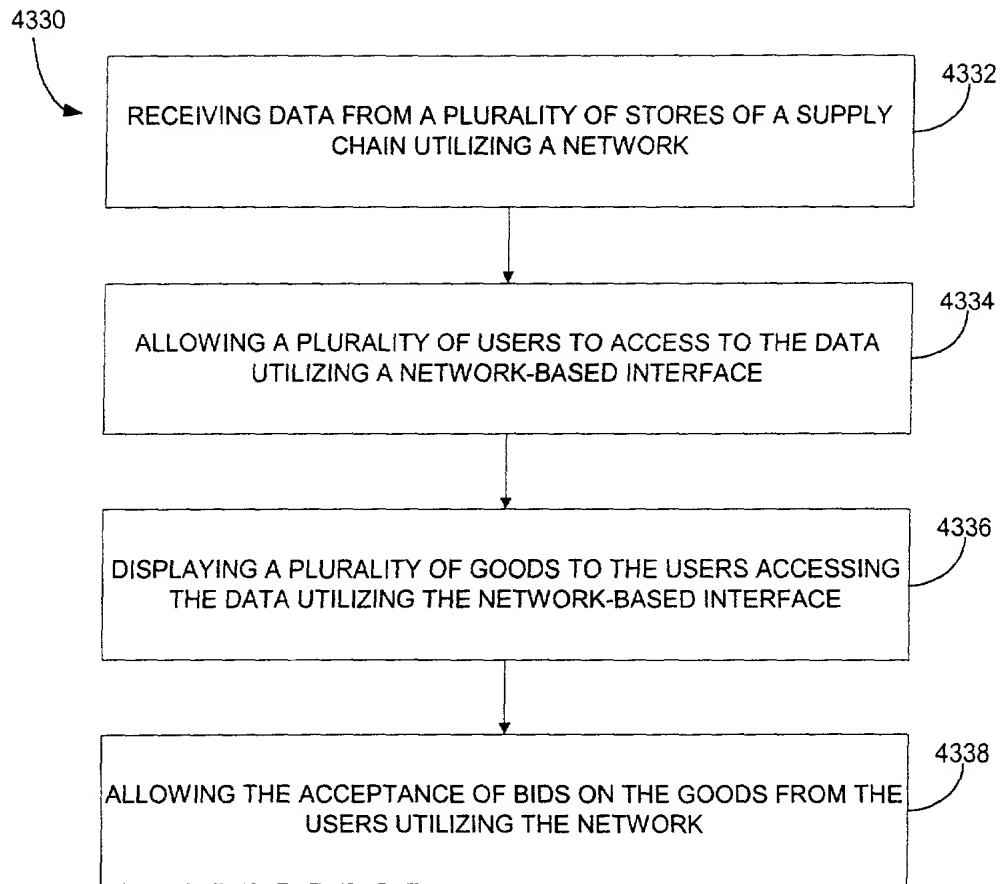 4330
4332
RECEIVING DATA FROM A PLURALITY OF STORES OF A SUPPLY
CHAIN UTILIZING A NETWORK
4334
ALLOWING A PLURALITY OF USERS TO ACCESS TO THE DATA
UTILIZING A NETWORK-BASED INTERFACE
4336
DISPLAYING A PLURALITY OF GOODS TO THE USERS ACCESSING
THE DATA UTILIZING THE NETWORK-BASED INTERFACE
4338
ALLOWING THE ACCEPTANCE OF BIDS ON THE GOODS FROM THE
USERS UTILIZING THE NETWORK